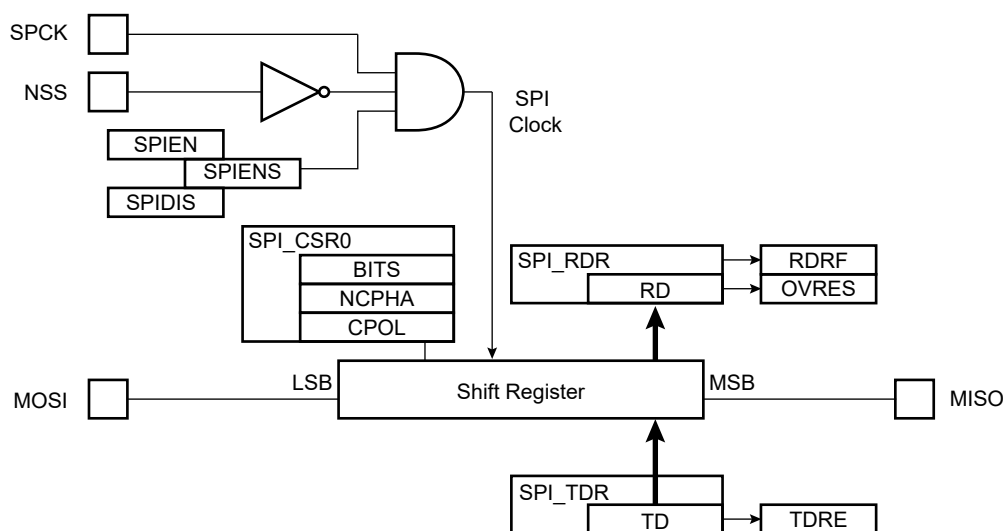 SPCK
NSS
SPI
Clock
SPIEN
SPIENS
SPIDIS
SPI_CSR0
BITS
NCPHA
CPOL
SPI_RDR
RD
RDRF
OVRES
LSB
Shift Register
MSB
MOSI
MISO
SPI_TDR
TD
TDRE